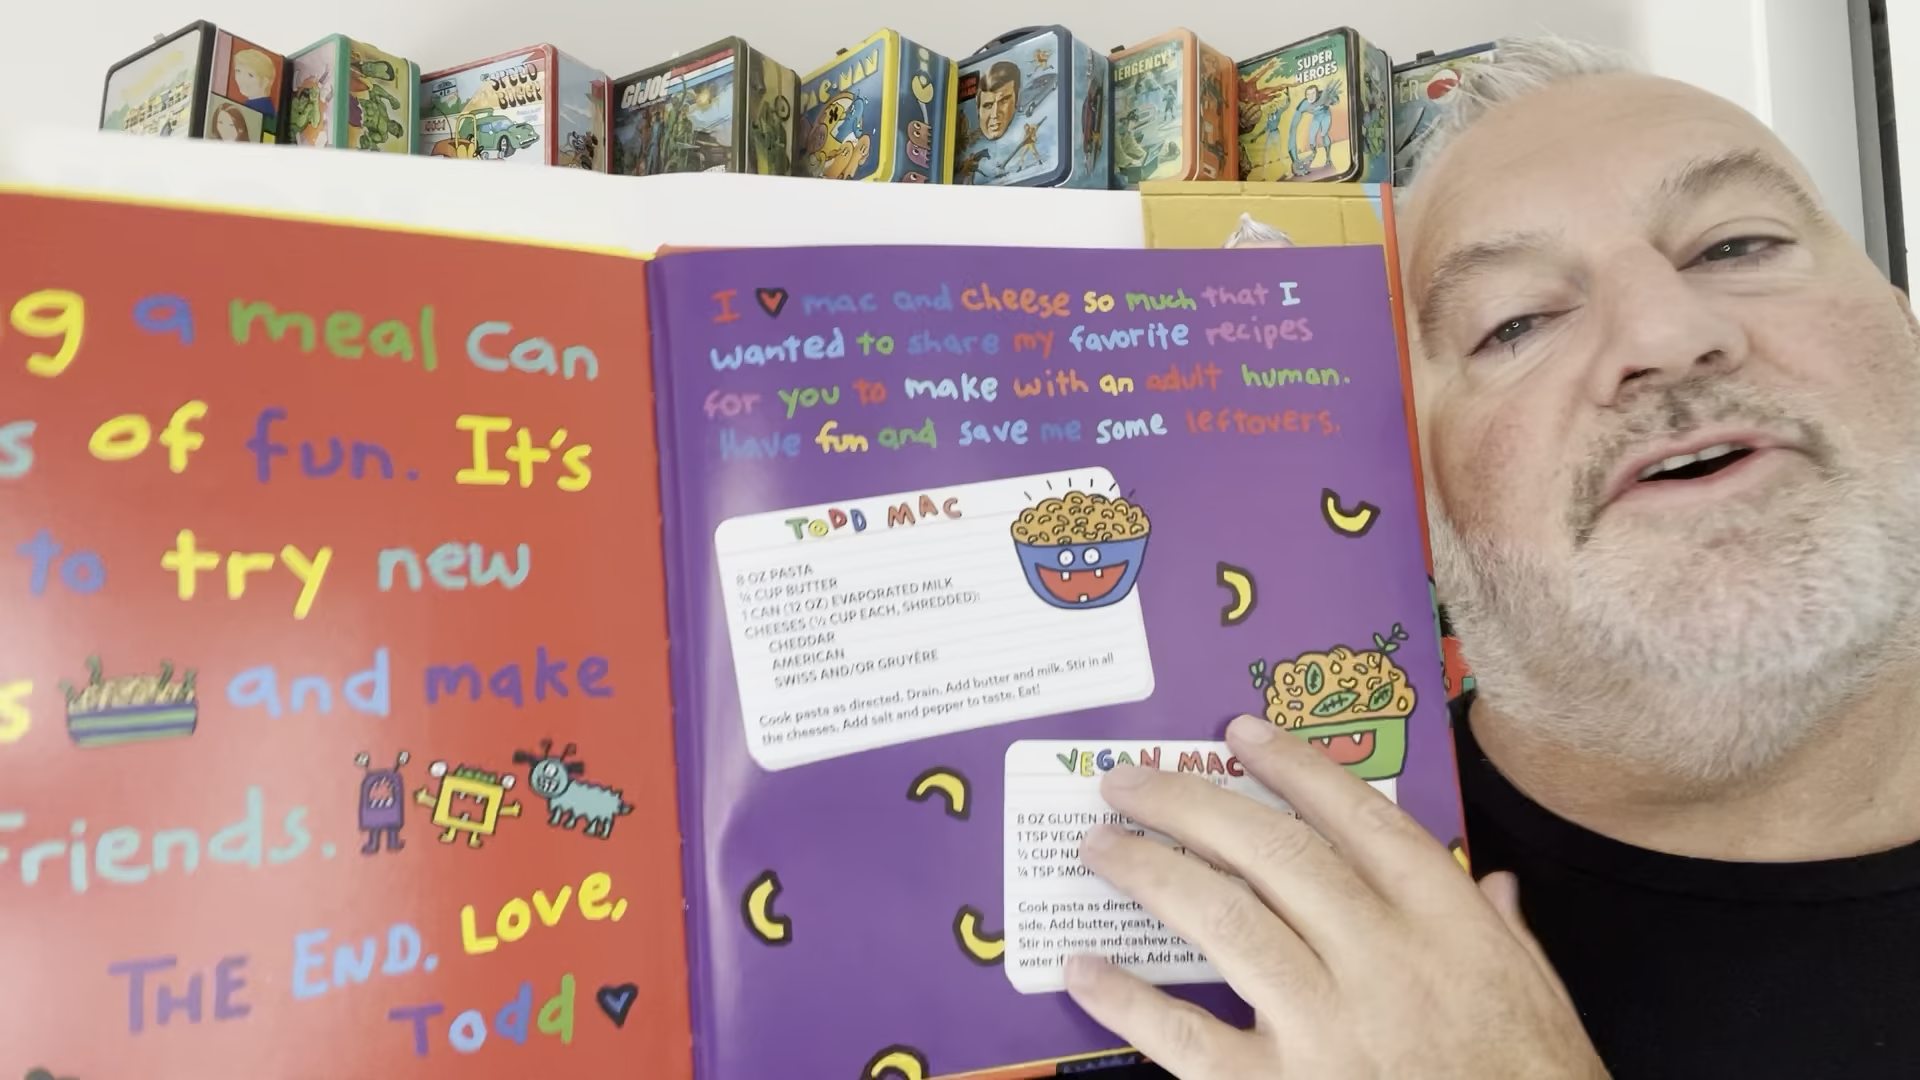 SPEED
BUGGY
G.I. JOE
PAC-MAN
EMERGENCY!
SUPER
HEROES
a meal can
of fun. It's
to try new
and make
Friends.
THE END. Love,
Todd
I mac and cheese so much that I
wanted to share my favorite recipes
for you to make with an adult human.
Have fun and save me some leftovers.
TODD MAC
8 OZ PASTA
¼ CUP BUTTER
1 CAN (12 OZ) EVAPORATED MILK
CHEESES (½ CUP EACH, SHREDDED):
CHEDDAR
AMERICAN
SWISS AND/OR GRUYÈRE
Cook pasta as directed. Drain. Add butter and milk. Stir in all
the cheeses. Add salt and pepper to taste. Eat!
VEGAN MAC
8 OZ GLUTEN FREE
1 TSP VEGAN
½ CUP
¼ TSP
Cook pasta as directed
side. Add butter, yeast,
Stir in cheese and cashew
water if thick. Add salt